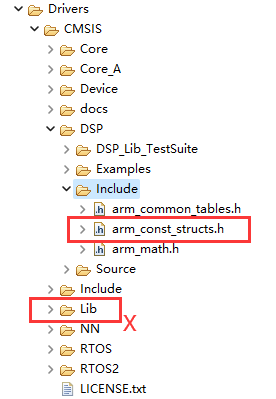 Drivers
CMSIS
Core
Core_A
Device
docs
DSP
DSP_Lib_TestSuite
Examples
Include
arm_common_tables.h
arm_const_structs.h
arm_math.h
Source
Include
Lib
X
NN
RTOS
RTOS2
LICENSE.txt